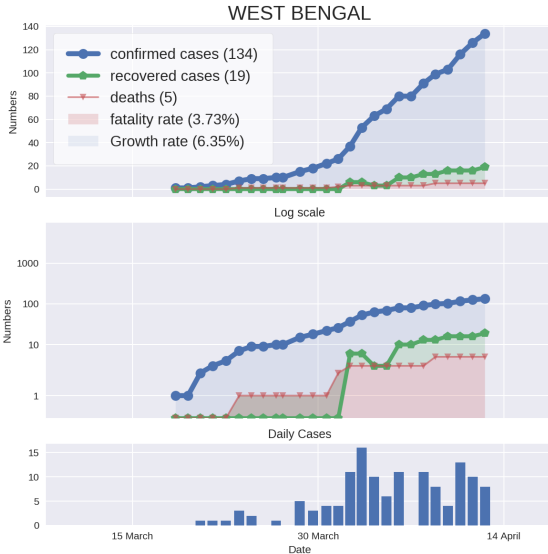 WEST BENGAL
140
120
100
80
60
40
20
0
Numbers
confirmed cases (134)
recovered cases (19)
deaths (5)
fatality rate (3.73%)
Growth rate (6.35%)
Log scale
1000
100
10
1
Numbers
Daily Cases
15
10
5
0
15 March
30 March
14 April
Date